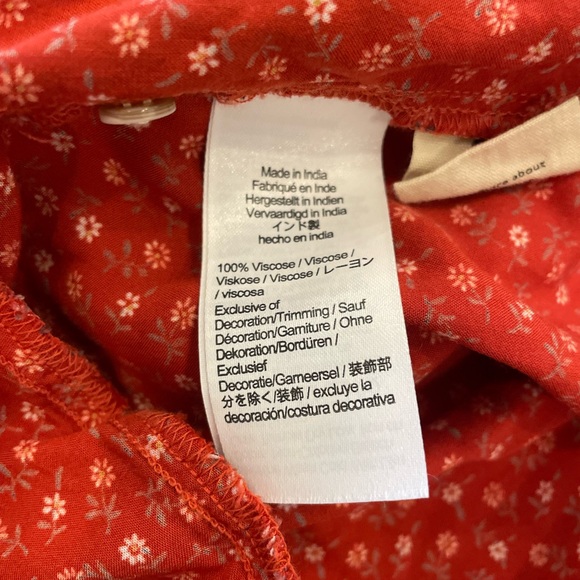 Made in India
Fabriqué en Inde
Hergestellt in Indien
Vervaardigd in India
インド製
hecho en india
100% Viscose / Viscose /
Viskose / Viscose / レーヨン
/ viscosa
Exclusive of
Decoration/Trimming / Sauf
Décoration/Garniture / Ohne
Dekoration/Bordüren /
Exclusief
Decoratie/Garneersel / 装飾部
分を除く/装飾 / excluye la
decoración/costura decorativa
about